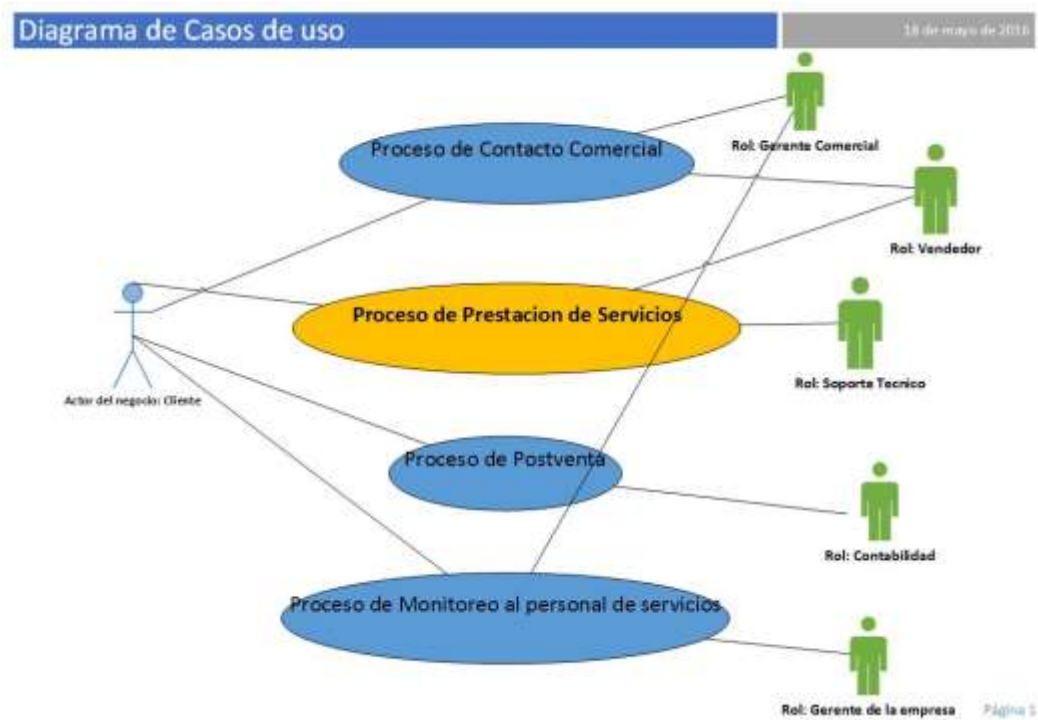 Diagrama de Casos de uso
18 de mayo de 2016
Proceso de Contacto Comercial
Rol: Gerente Comercial
Rol: Vendedor
Proceso de Prestacion de Servicios
Rol: Soporte Tecnico
Actor del negocio: Cliente
Proceso de Postventa
Rol: Contabilidad
Proceso de Monitoreo al personal de servicios
Rol: Gerente de la empresa
Página 1